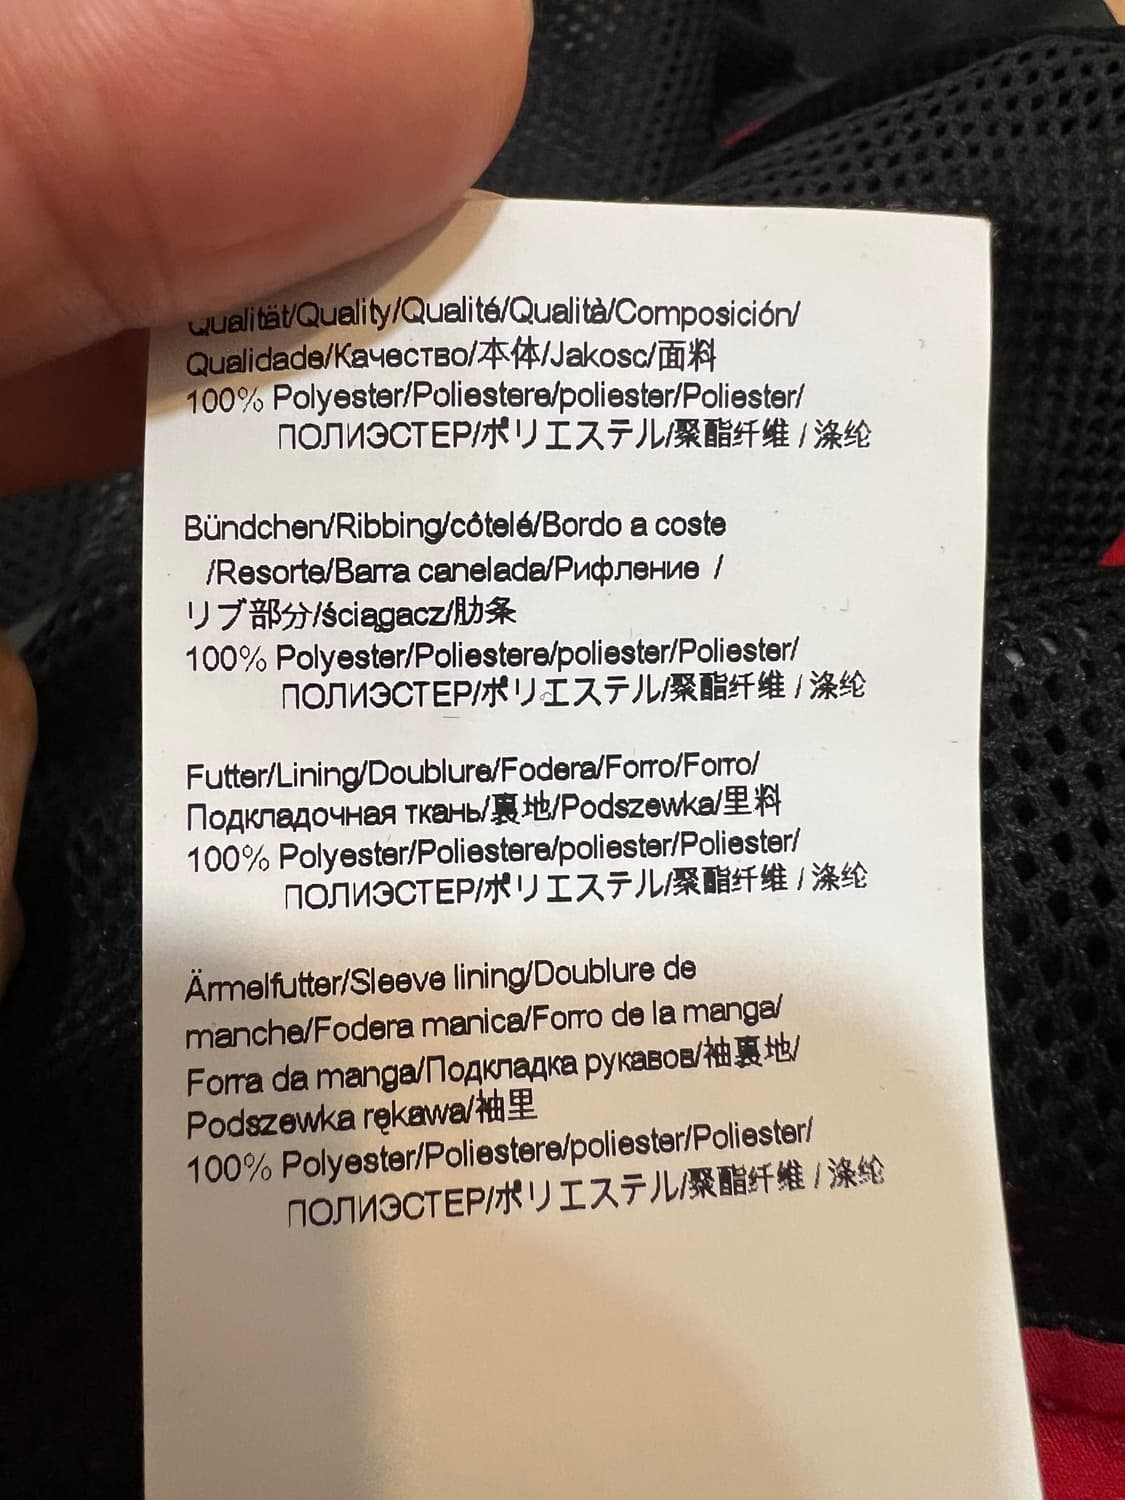 Qualität/Quality/Qualité/Qualità/Composición/
Qualidade/Качество/本体/Jakosc/面料
100% Polyester/Poliestere/poliester/Poliester/
ПОЛИЭСТЕР/ポリエステル/聚酯纤维 / 涤纶
Bündchen/Ribbing/côtelé/Bordo a coste
/Resorte/Barra canelada/Рифление /
リブ部分/ściągacz/肋条
100% Polyester/Poliestere/poliester/Poliester/
ПОЛИЭСТЕР/ポリエステル/聚酯纤维 / 涤纶
Futter/Lining/Doublure/Fodera/Forro/Forro/
Подкладочная ткань/裏地/Podszewka/里料
100% Polyester/Poliestere/poliester/Poliester/
ПОЛИЭСТЕР/ポリエステル/聚酯纤维 / 涤纶
Ärmelfutter/Sleeve lining/Doublure de
manche/Fodera manica/Forro de la manga/
Forra da manga/Подкладка рукавов/袖裏地/
Podszewka rękawa/袖里
100% Polyester/Poliestere/poliester/Poliester/
ПОЛИЭСТЕР/ポリエステル/聚酯纤维 / 涤纶